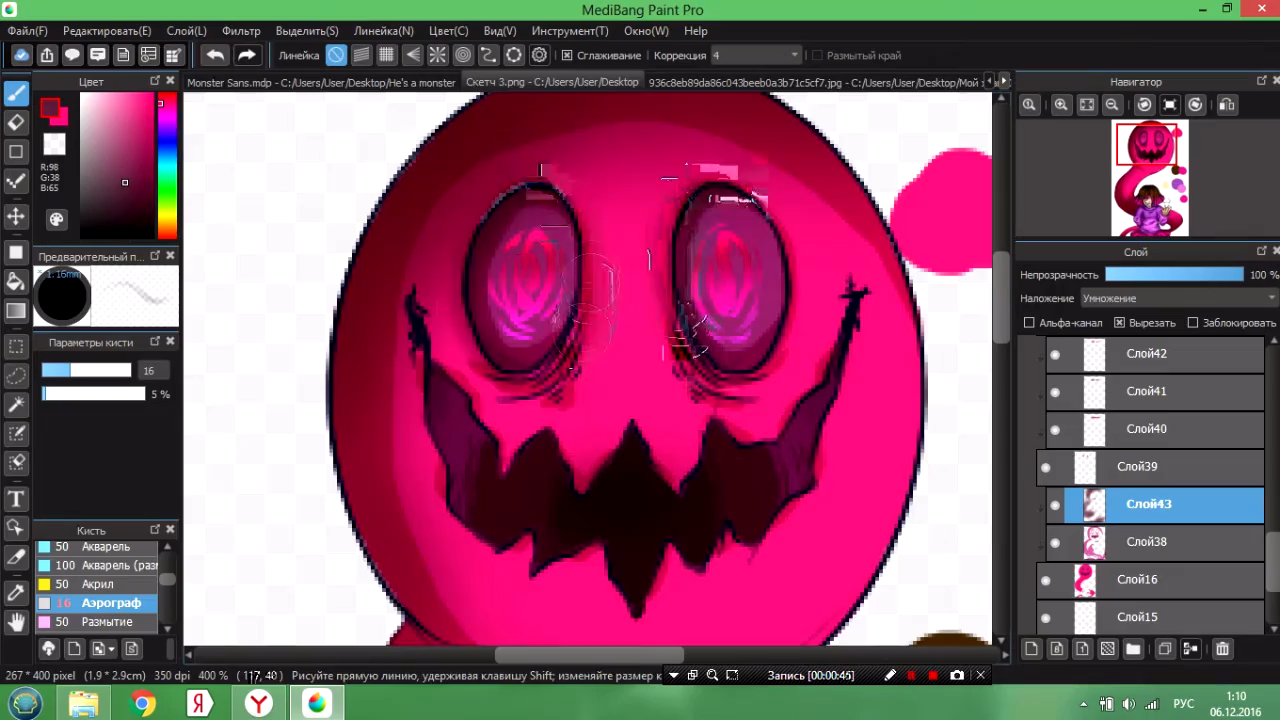 MediBang Paint Pro
Файл(F) Редактировать(E) Слой(L) Фильтр Выделить(S) Линейка(N) Цвет(C) Вид(V) Инструмент(T) Окно(W) Help
Линейка Сглаживание Коррекция 4 Размытый край
Цвет
Monster Sans.mdp - C:/Users/User/Desktop/He's a monster
Скетч 3.png - C:/Users/User/Desktop
936c8eb89da86c043beeb0a3b71c5cf7.jpg - C:/Users/User/Desktop/Мой
Навигатор
R:98
G:38
B:65
Предварительный п...
1.16mm
Параметры кисти
16
5 %
Кисть
50 Акварель
100 Акварель (раз
50 Акрил
16 Аэрограф
50 Размытие
Слой
Непрозрачность 100 %
Наложение Умножение
Альфа-канал Вырезать Заблокировать
Слой42
Слой41
Слой40
Слой39
Слой43
Слой38
Слой16
Слой15
267 * 400 pixel (1.9 * 2.9cm) 350 dpi 400 % (117, 40) Рисуйте прямую линию, удерживая клавишу Shift; изменяйте размер к
Запись [00:00:45]
РУС
1:10
06.12.2016